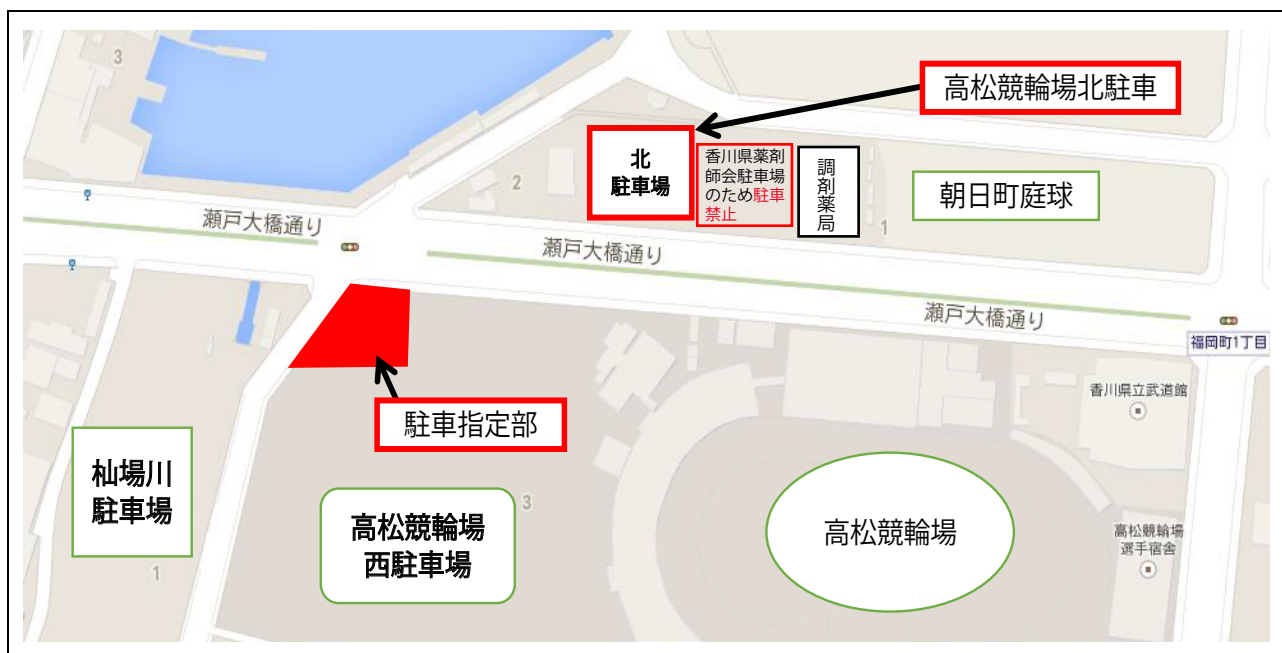 3
高松競輪場北駐車
北
駐車場
香川県薬剤
師会駐車場
のため駐車
禁止
調剤薬局
朝日町庭球
2
1
瀬戸大橋通り
瀬戸大橋通り
瀬戸大橋通り
福岡町1丁目
香川県立武道館
駐車指定部
杣場川
駐車場
1
高松競輪場
西駐車場
3
高松競輪場
高松競輪場
選手宿舎